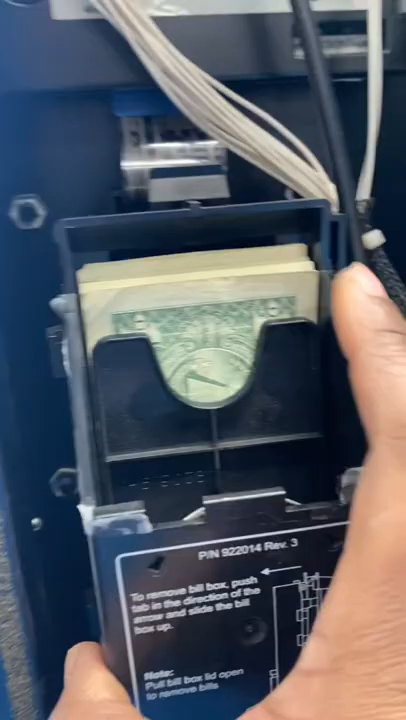 P/N 922014 Rev. 3
To remove bill box, push
tab in the direction of the
arrow and slide the bill
box up.
Note:
Pull bill box lid open
to remove bills